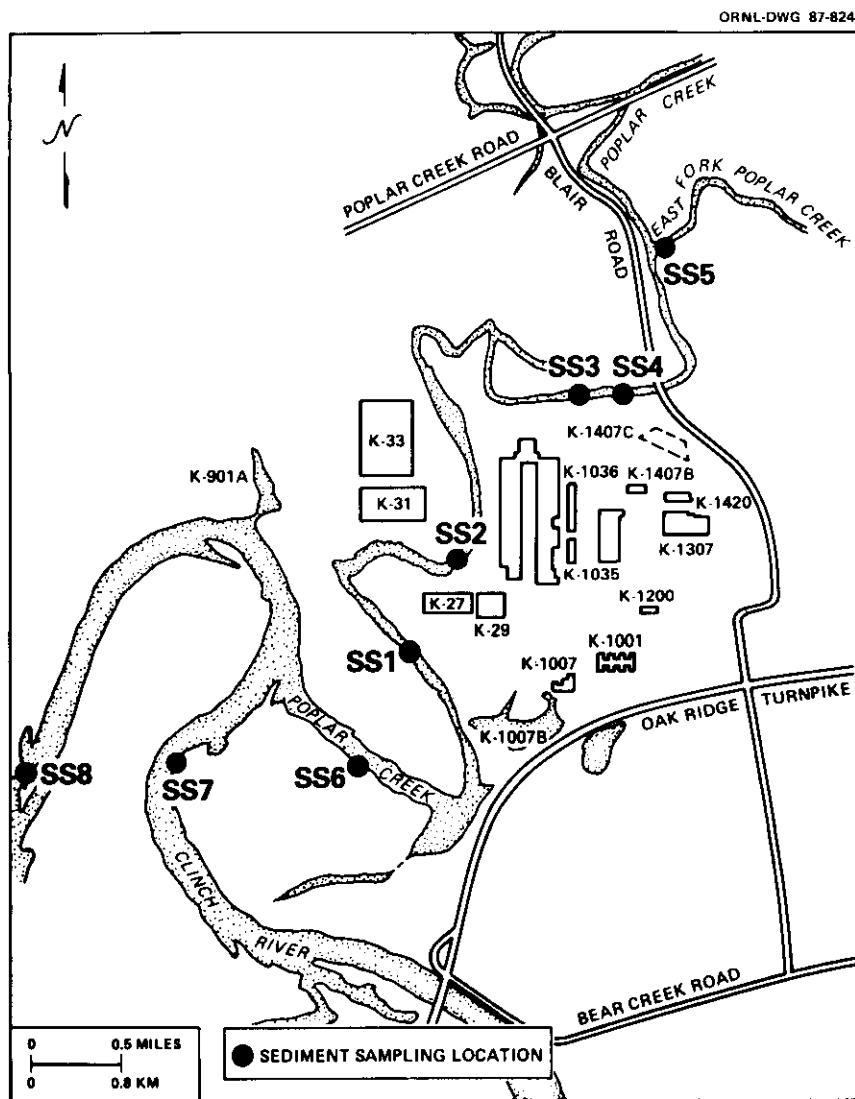 ORNL-DWG 87-824
N
POPLAR CREEK ROAD
POPLAR CREEK
BLAIR ROAD
EAST FORK POPLAR CREEK
SS5
SS3
SS4
K-1407C
K-33
K-901A
K-31
K-1036
K-1407B
K-1420
K-1307
SS2
K-1035
K-27
K-29
K-1200
SS1
K-1001
K-1007
K-1007B
OAK RIDGE TURNPIKE
POPLAR CREEK
SS8
SS7
SS6
CLINCH RIVER
BEAR CREEK ROAD
0 0.5 MILES
0 0.8 KM
SEDIMENT SAMPLING LOCATION